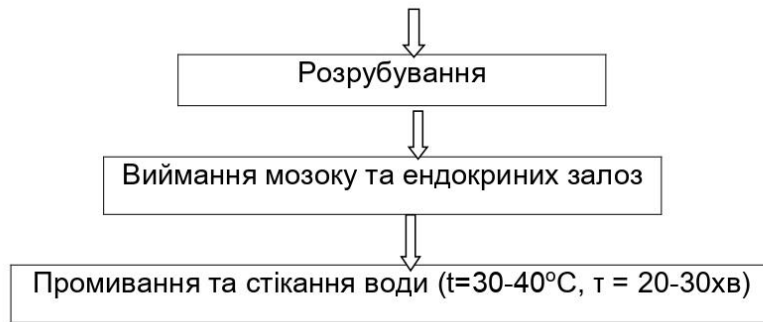 Розрубування
Виймання мозоку та ендокриних залоз
Промивання та стікання води (t=30-40°С, τ = 20-30хв)